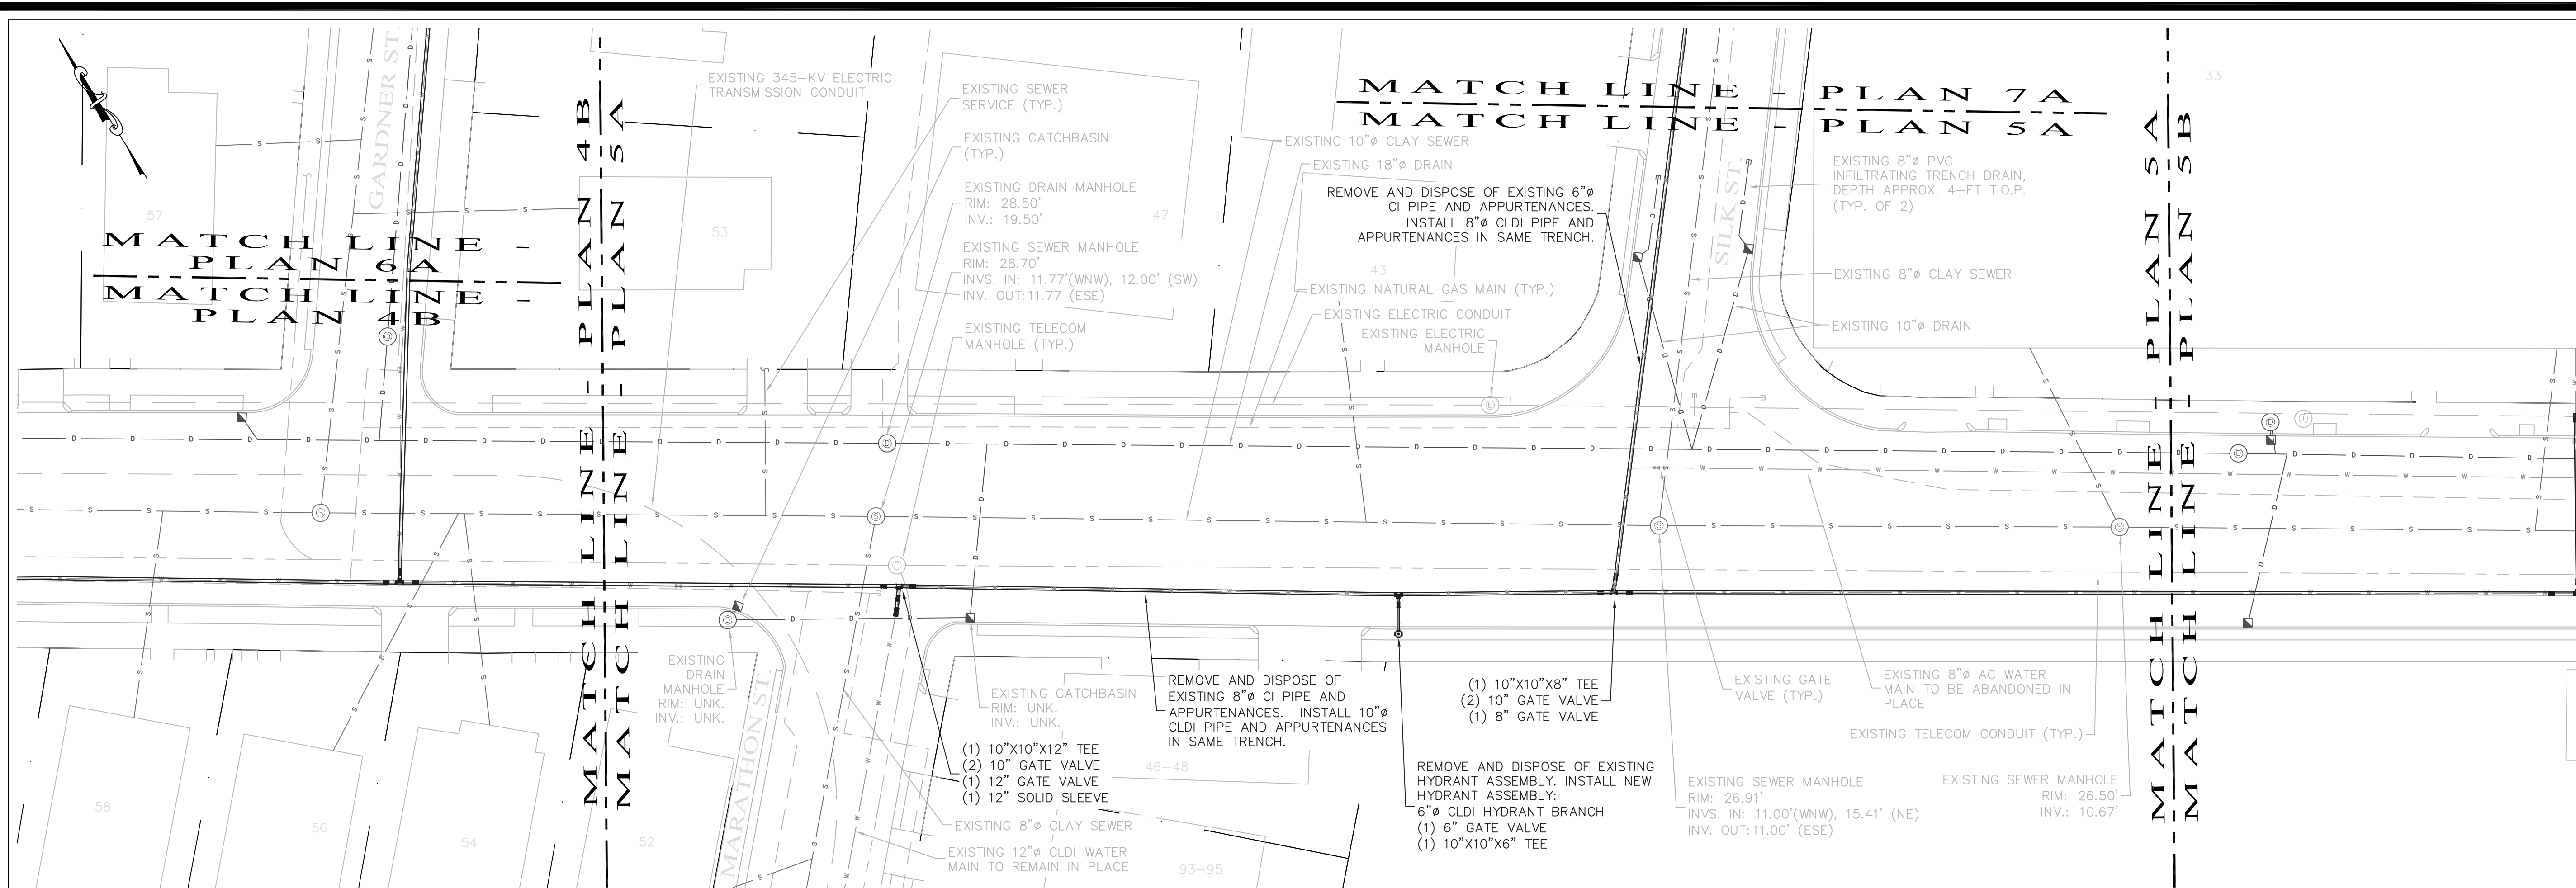 GARDNER ST.
57
MATCH LINE -
PLAN 6A
MATCH LINE -
PLAN 4B
MATCH LINE - PLAN 4B
MATCH LINE - PLAN 5A
EXISTING 345-KV ELECTRIC
TRANSMISSION CONDUIT
53
EXISTING SEWER
SERVICE (TYP.)
EXISTING CATCHBASIN
(TYP.)
EXISTING DRAIN MANHOLE
RIM: 28.50'
INV.: 19.50'
47
EXISTING SEWER MANHOLE
RIM: 28.70'
INVS. IN: 11.77'(WNW), 12.00' (SW)
INV. OUT:11.77 (ESE)
EXISTING TELECOM
MANHOLE (TYP.)
MATCH LINE - PLAN 7A
MATCH LINE - PLAN 5A
EXISTING 10"ø CLAY SEWER
EXISTING 18"ø DRAIN
REMOVE AND DISPOSE OF EXISTING 6"ø
CI PIPE AND APPURTENANCES.
INSTALL 8"ø CLDI PIPE AND
APPURTENANCES IN SAME TRENCH.
43
EXISTING NATURAL GAS MAIN (TYP.)
EXISTING ELECTRIC CONDUIT
EXISTING ELECTRIC
MANHOLE
SILK ST.
EXISTING 8"ø PVC
INFILTRATING TRENCH DRAIN,
DEPTH APPROX. 4-FT T.O.P.
(TYP. OF 2)
EXISTING 8"ø CLAY SEWER
EXISTING 10"ø DRAIN
33
MATCH LINE - PLAN 5A
MATCH LINE - PLAN 5B
58
56
54
52
EXISTING
DRAIN
MANHOLE
RIM: UNK.
INV.: UNK.
MARATHON ST.
EXISTING CATCHBASIN
RIM: UNK.
INV.: UNK.
(1) 10"X10"X12" TEE
(2) 10" GATE VALVE
(1) 12" GATE VALVE
(1) 12" SOLID SLEEVE
EXISTING 8"ø CLAY SEWER
EXISTING 12"ø CLDI WATER
MAIN TO REMAIN IN PLACE
REMOVE AND DISPOSE OF
EXISTING 8"ø CI PIPE AND
APPURTENANCES. INSTALL 10"ø
CLDI PIPE AND APPURTENANCES
IN SAME TRENCH.
46-48
93-95
(1) 10"X10"X8" TEE
(2) 10" GATE VALVE
(1) 8" GATE VALVE
REMOVE AND DISPOSE OF EXISTING
HYDRANT ASSEMBLY. INSTALL NEW
HYDRANT ASSEMBLY:
6"ø CLDI HYDRANT BRANCH
(1) 6" GATE VALVE
(1) 10"X10"X6" TEE
EXISTING GATE
VALVE (TYP.)
EXISTING 8"ø AC WATER
MAIN TO BE ABANDONED IN
PLACE
EXISTING TELECOM CONDUIT (TYP.)
EXISTING SEWER MANHOLE
RIM: 26.91'
INVS. IN: 11.00'(WNW), 15.41' (NE)
INV. OUT:11.00' (ESE)
EXISTING SEWER MANHOLE
RIM: 26.50'
INV.: 10.67'